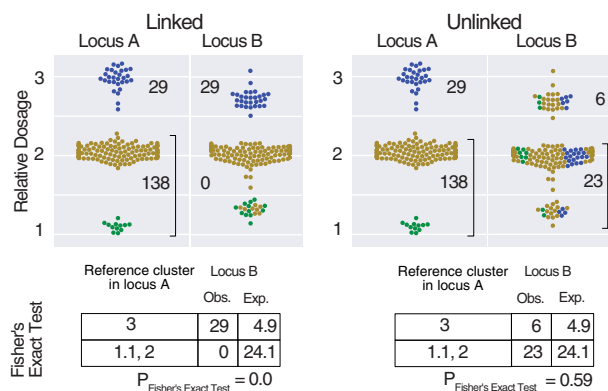 Linked
Unlinked
Locus A
Locus B
Locus A
Locus B
Relative Dosage
3
29
29
2
138
0
1
3
29
6
2
138
23
1
Fisher's
Exact Test
Reference cluster
in locus A
Locus B
Obs. Exp.
3 29 4.9
1.1, 2 0 24.1
P Fisher's Exact Test = 0.0
Reference cluster
in locus A
Locus B
Obs. Exp.
3 6 4.9
1.1, 2 23 24.1
P Fisher's Exact Test = 0.59